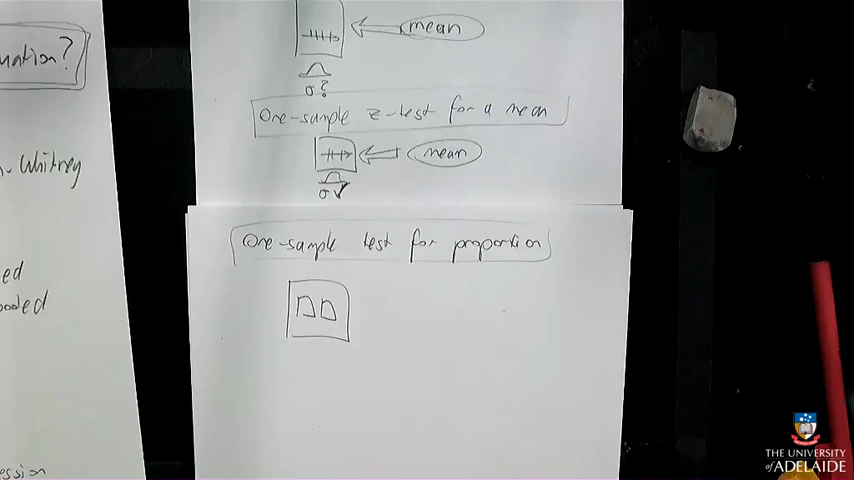 mean
σ?
One-sample z-test for a mean
mean
σ✓
One-sample test for proportion
uation?
Whitney
ed
ooled
ession
THE UNIVERSITY
of ADELAIDE